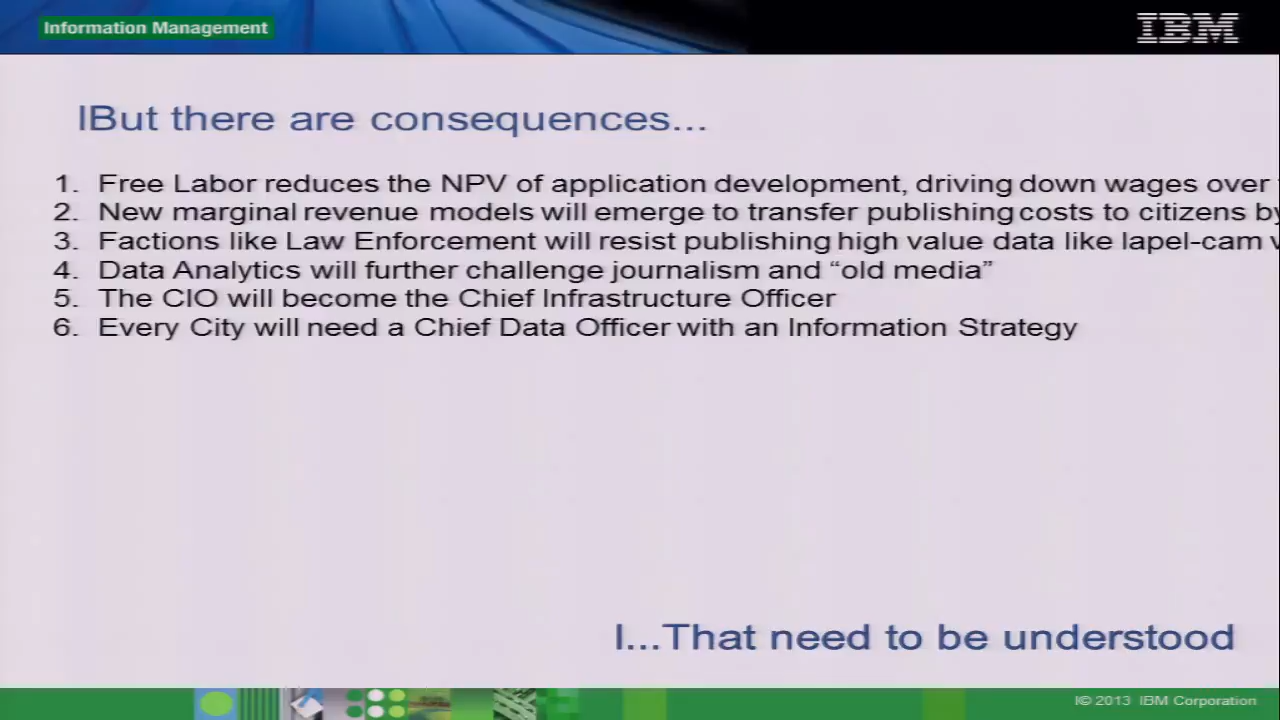 Information Management
IBM
IBut there are consequences...
1. Free Labor reduces the NPV of application development, driving down wages over
2. New marginal revenue models will emerge to transfer publishing costs to citizens by
3. Factions like Law Enforcement will resist publishing high value data like lapel-cam
4. Data Analytics will further challenge journalism and “old media”
5. The CIO will become the Chief Infrastructure Officer
6. Every City will need a Chief Data Officer with an Information Strategy
I...That need to be understood
I© 2013 IBM Corporation